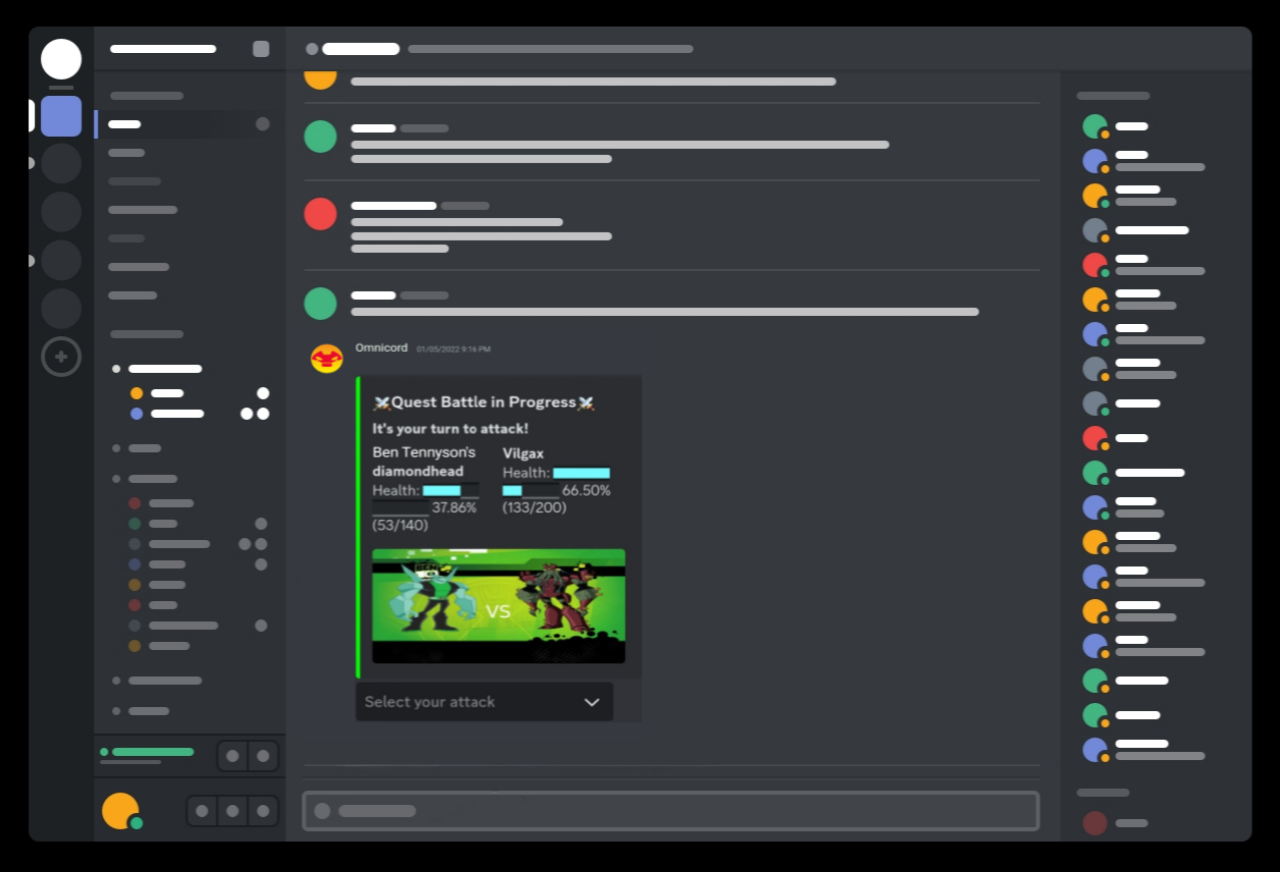 Omnicord 01/05/2022 9:16 PM
⚔Quest Battle in Progress⚔
It's your turn to attack!
Ben Tennyson's
diamondhead
Health:
37.86%
(53/140)
Vilgax
Health:
66.50%
(133/200)
BEN
VS
Select your attack